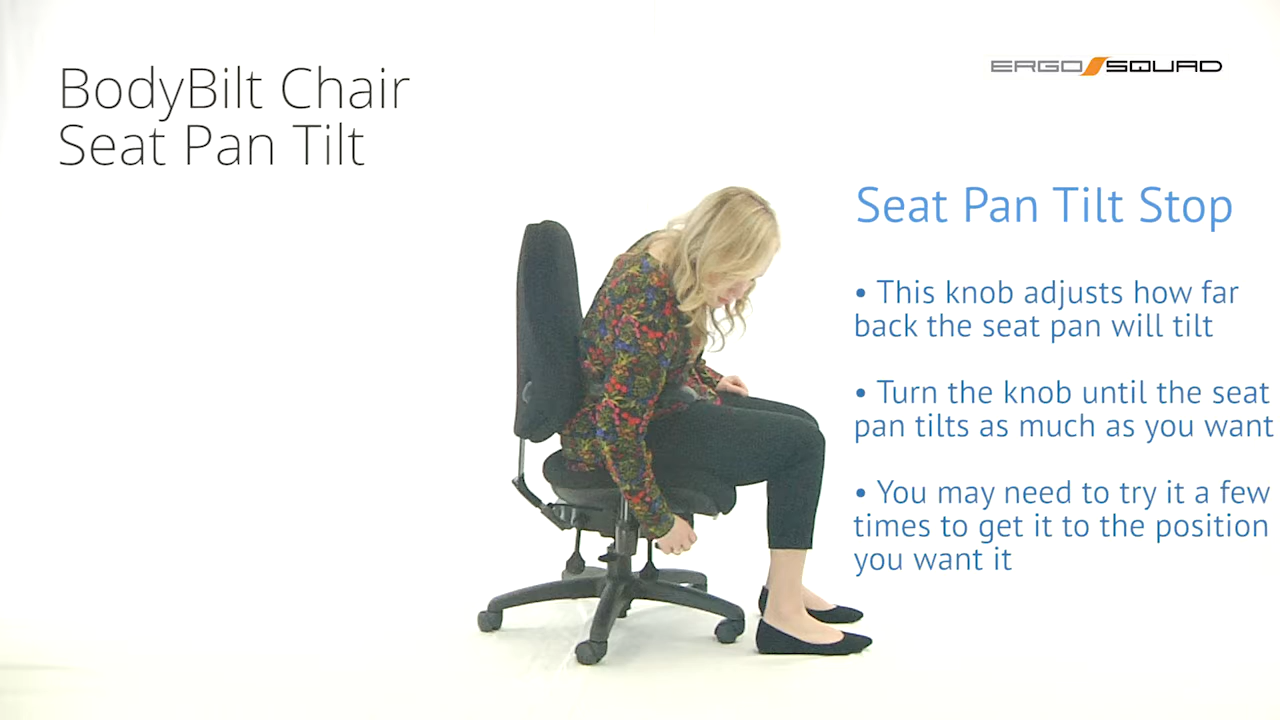 BodyBilt Chair
Seat Pan Tilt
ERGO SQUAD
Seat Pan Tilt Stop
• This knob adjusts how far
back the seat pan will tilt
• Turn the knob until the seat
pan tilts as much as you want
• You may need to try it a few
times to get it to the position
you want it